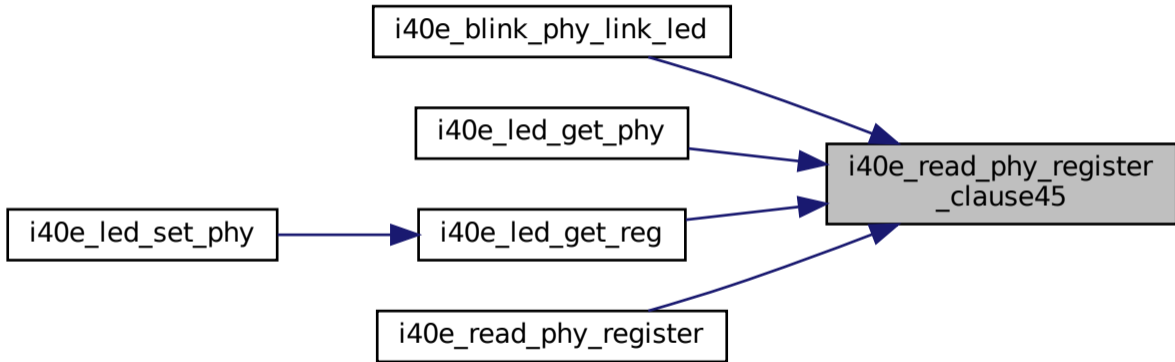 i40e_blink_phy_link_led
i40e_led_get_phy
i40e_read_phy_register
_clause45
i40e_led_set_phy
i40e_led_get_reg
i40e_read_phy_register